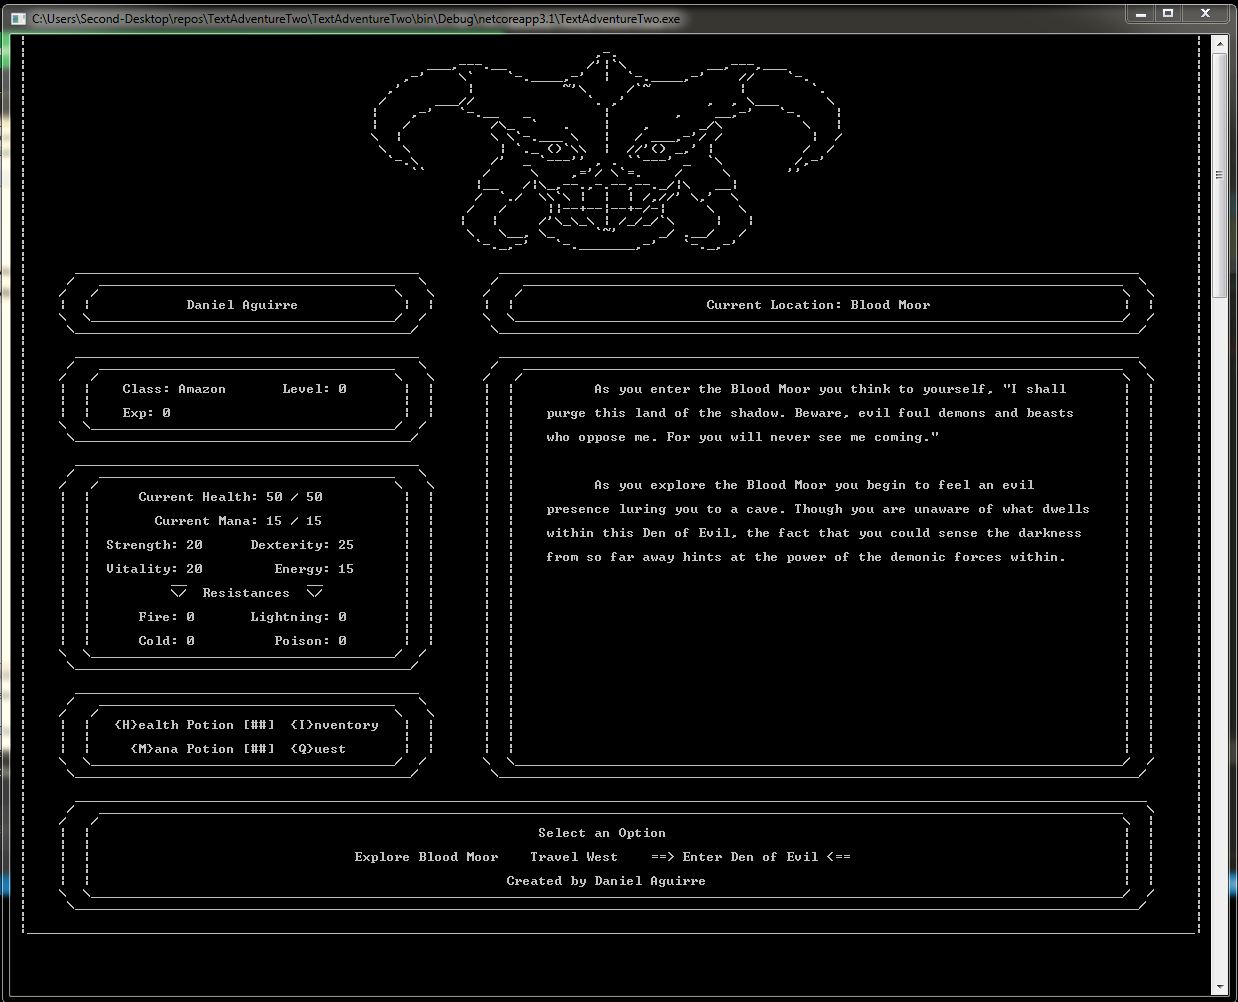 C:\Users\Second-Desktop\repos\TextAdventureTwo\TextAdventureTwo\bin\Debug\netcoreapp3.1\TextAdventureTwo.exe
Daniel Aguirre
Current Location: Blood Moor
Class: Amazon Level: 0
Exp: 0
As you enter the Blood Moor you think to yourself, "I shall
purge this land of the shadow. Beware, evil foul demons and beasts
who oppose me. For you will never see me coming."
As you explore the Blood Moor you begin to feel an evil
presence luring you to a cave. Though you are unaware of what dwells
within this Den of Evil, the fact that you could sense the darkness
from so far away hints at the power of the demonic forces within.
Current Health: 50 / 50
Current Mana: 15 / 15
Strength: 20 Dexterity: 25
Vitality: 20 Energy: 15
Resistances
Fire: 0 Lightning: 0
Cold: 0 Poison: 0
{H}ealth Potion [##] {I}nventory
{M}ana Potion [##] {Q}uest
Select an Option
Explore Blood Moor Travel West ==> Enter Den of Evil <==
Created by Daniel Aguirre